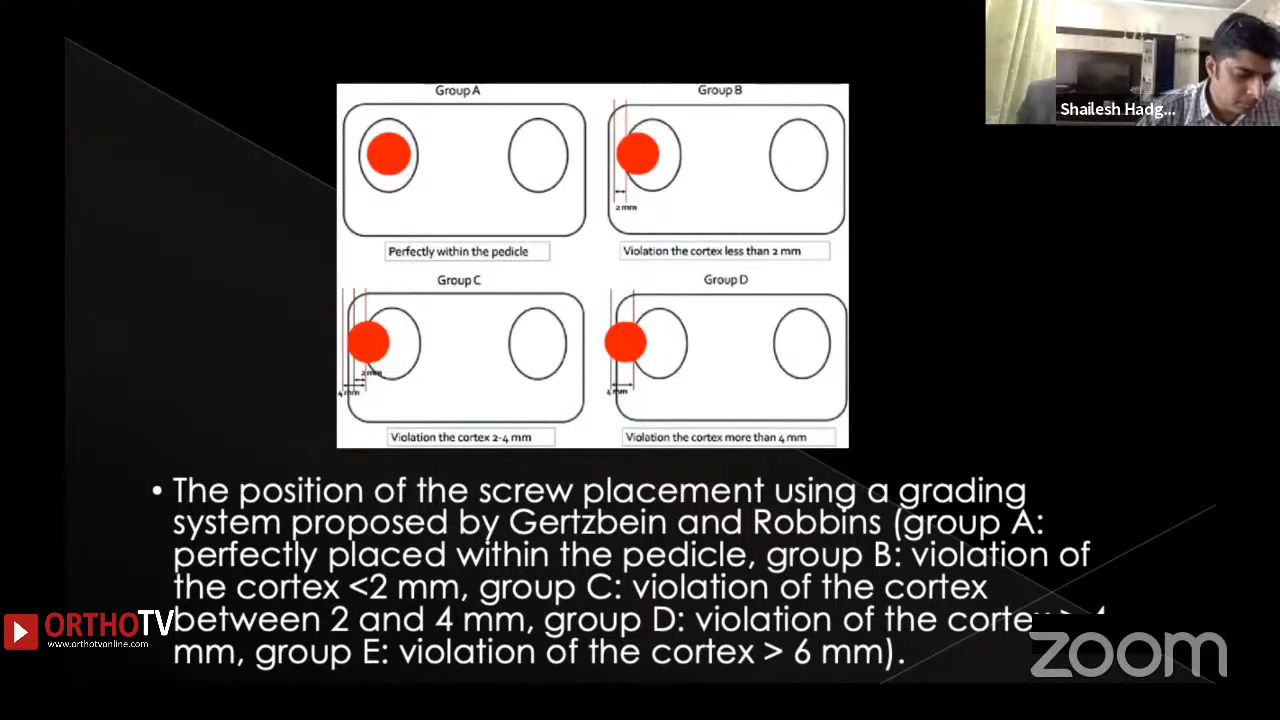 Group A
Group B
2 mm
Perfectly within the pedicle
Violation the cortex less than 2 mm
Group C
Group D
2 mm
4 mm
4 mm
Violation the cortex 2-4 mm
Violation the cortex more than 4 mm
Shailesh Hadg...
• The position of the screw placement using a grading
system proposed by Gertzbein and Robbins (group A:
perfectly placed within the pedicle, group B: violation of
the cortex <2 mm, group C: violation of the cortex
between 2 and 4 mm, group D: violation of the
mm, group E: violation of the cortex > 6 mm).
ORTHOTV
www.orthotvonline.com
zoom